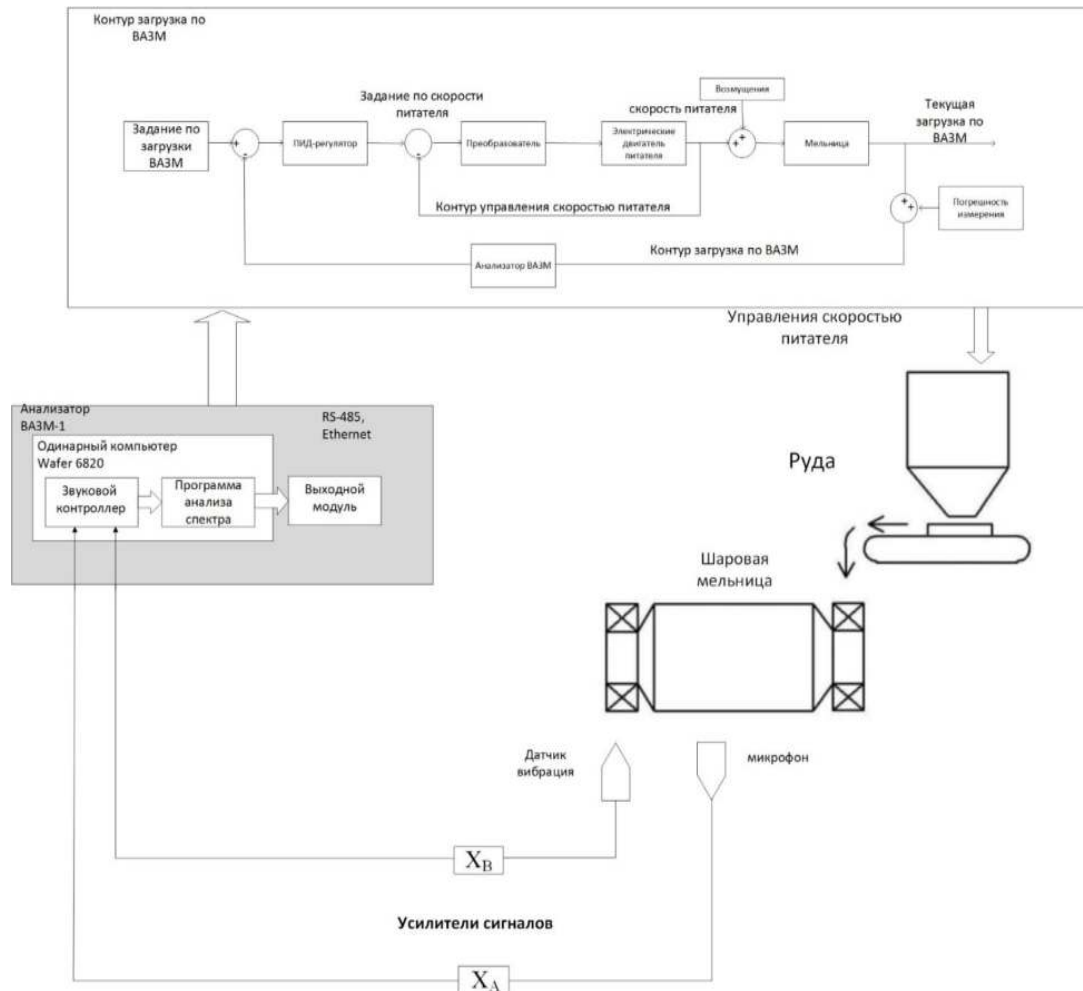 Контур загрузка по
ВАЗМ
Возмущения
Задание по скорости
питателя
скорость питателя
Текущая
загрузка по
ВАЗМ
Задание по
загрузки
ВАЗМ
+
-
ПИД-регулятор
-
Преобразователь
Электрические
двигатель
питателя
+
+
Мельница
Контур управления скоростью питателя
+
+
Погрешность
измерения
Контур загрузка по ВАЗМ
Анализатор ВАЗМ
Управления скоростью
питателя
Анализатор
ВАЗМ-1
RS-485,
Ethernet
Одинарный компьютер
Wafer 6820
Звуковой
контроллер
Программа
анализа
спектра
Выходной
модуль
Руда
Шаровая
мельница
Датчик
вибрация
микрофон
XB
Усилители сигналов
XA